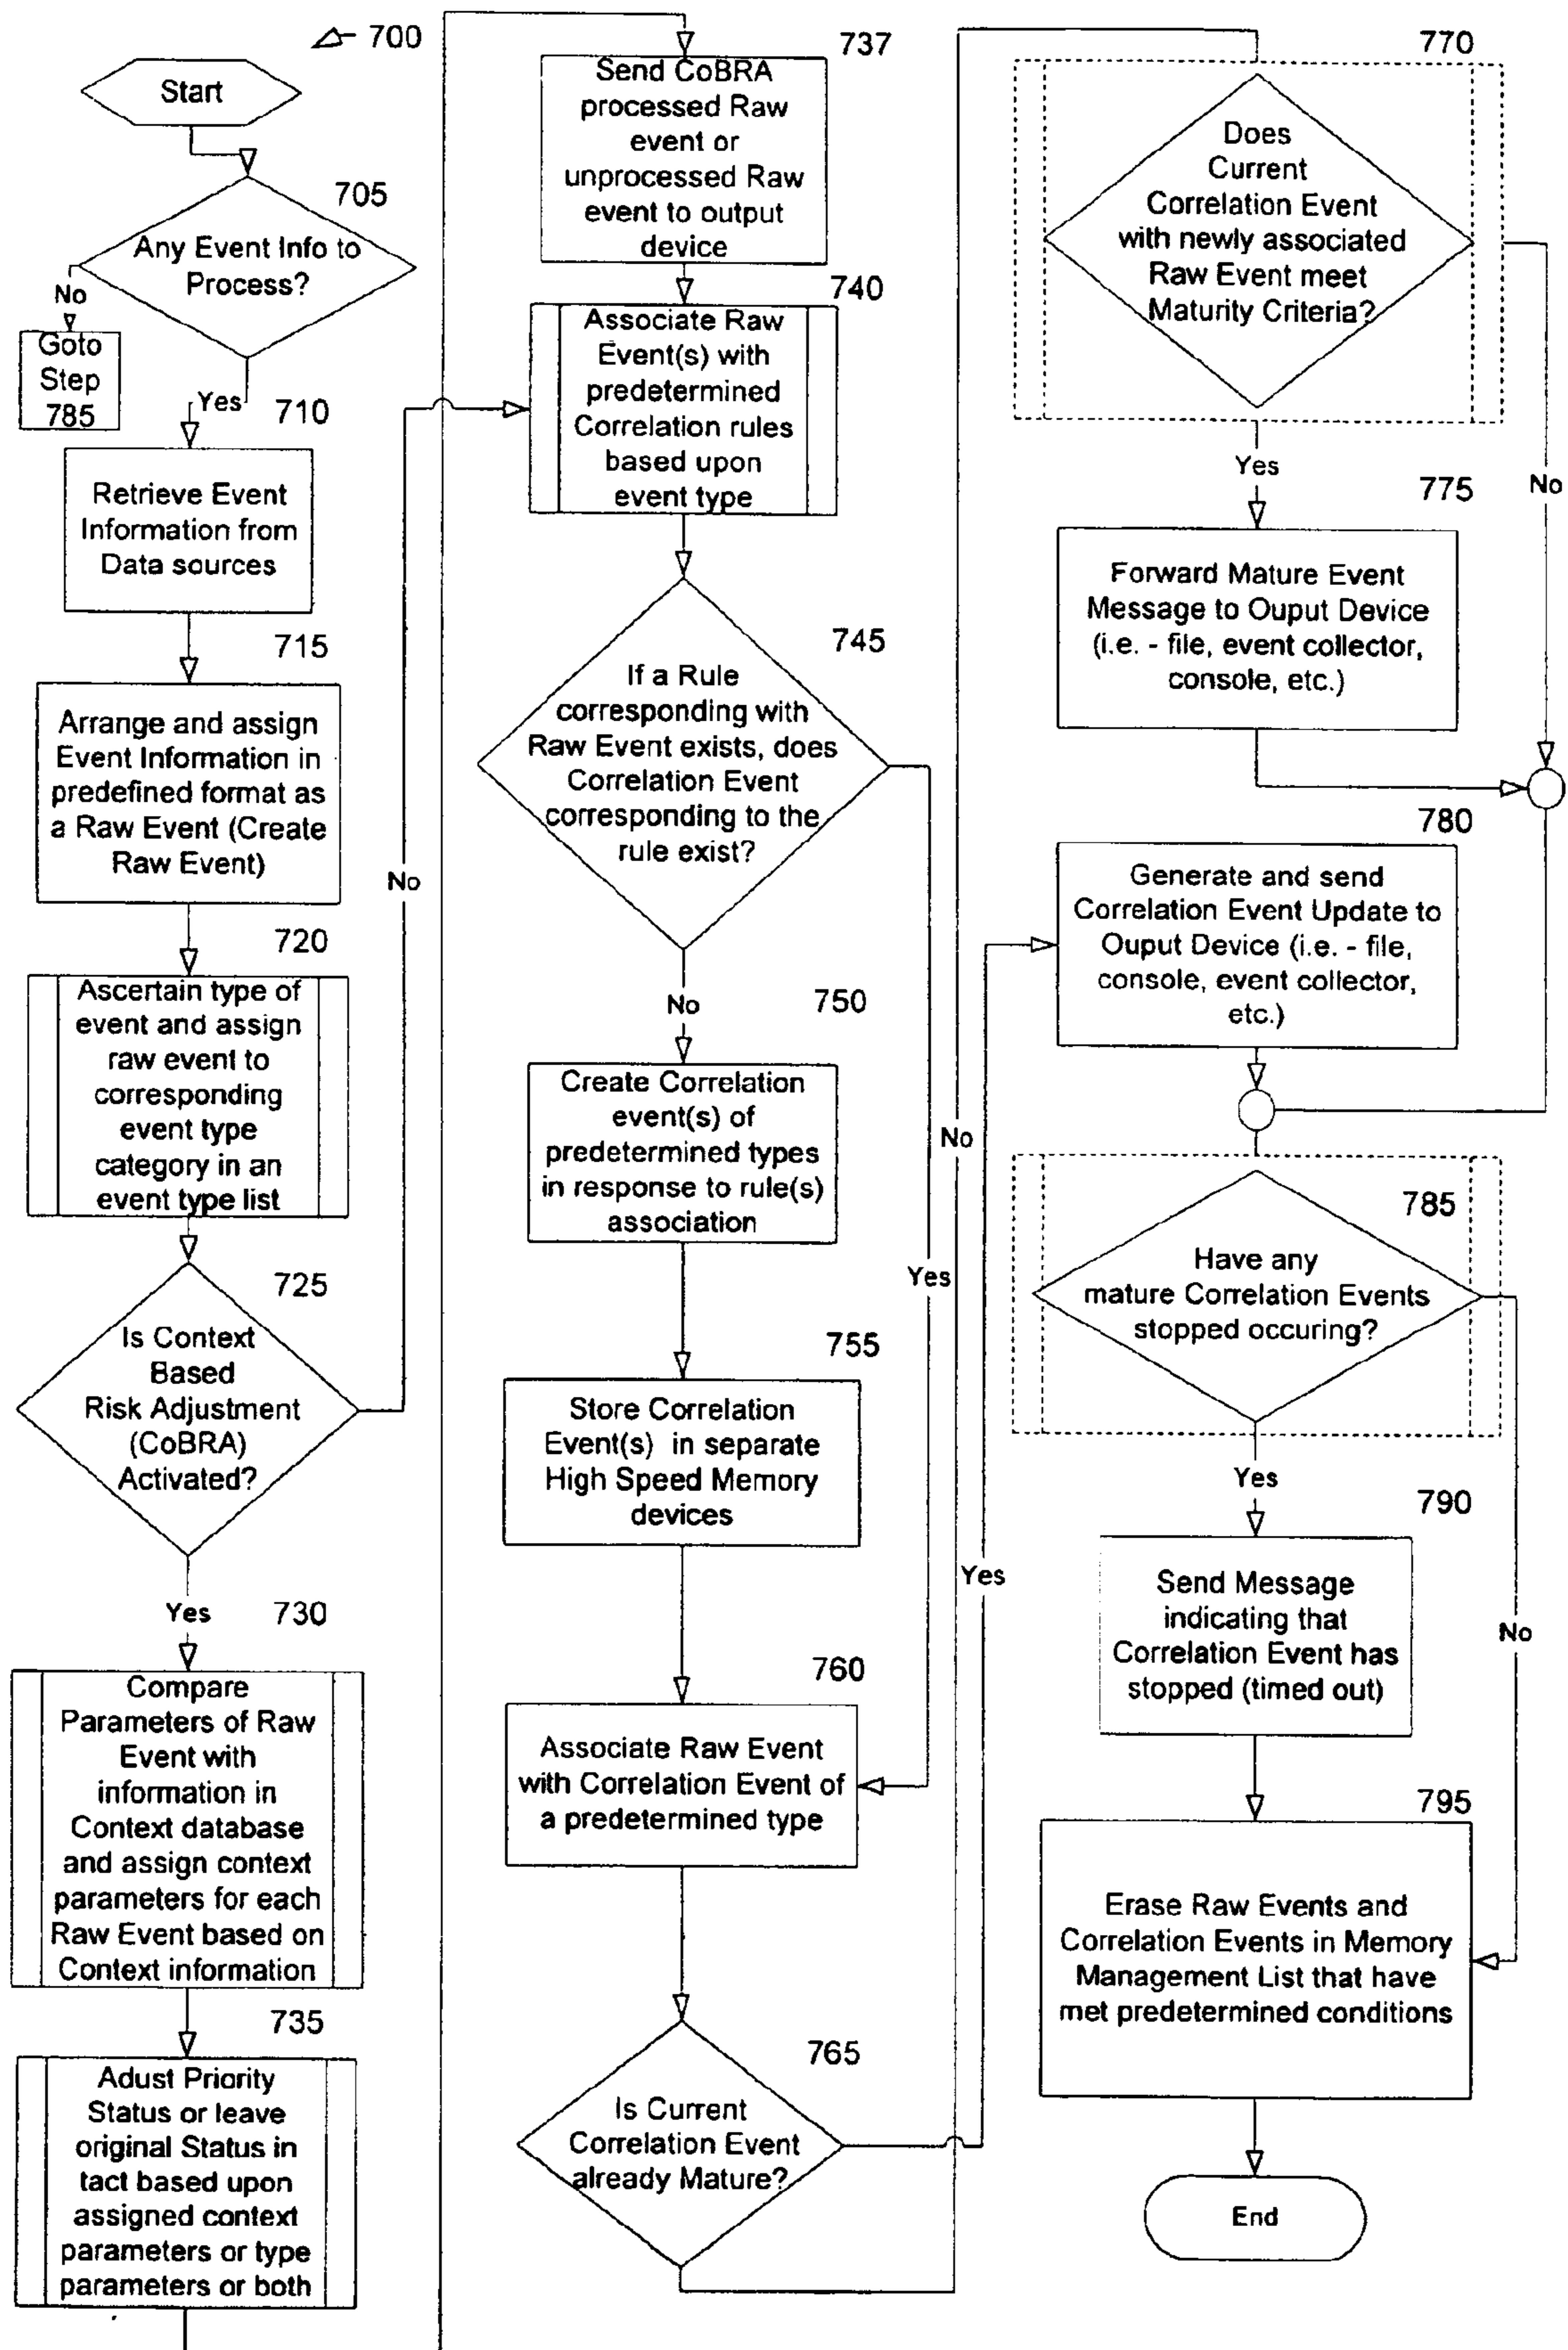 700
Start
705
Any Event Info to
Process?
No
Goto
Step
785
Yes
710
Retrieve Event
Information from
Data sources
715
Arrange and assign
Event Information in
predefined format as
a Raw Event (Create
Raw Event)
720
Ascertain type of
event and assign
raw event to
corresponding
event type
category in an
event type list
725
Is Context
Based
Risk Adjustment
(CoBRA)
Activated?
No
Yes
730
Compare
Parameters of Raw
Event with
information in
Context database
and assign context
parameters for each
Raw Event based on
Context information
735
Adust Priority
Status or leave
original Status in
tact based upon
assigned context
parameters or type
parameters or both
737
Send CoBRA
processed Raw
event or
unprocessed Raw
event to output
device
740
Associate Raw
Event(s) with
predetermined
Correlation rules
based upon
event type
745
If a Rule
corresponding with
Raw Event exists, does
Correlation Event
corresponding to the
rule exist?
No
Yes
750
Create Correlation
event(s) of
predetermined types
in response to rule(s)
association
755
Store Correlation
Event(s) in separate
High Speed Memory
devices
760
Associate Raw Event
with Correlation Event of
a predetermined type
765
Is Current
Correlation Event
already Mature?
No
Yes
770
Does
Current
Correlation Event
with newly associated
Raw Event meet
Maturity Criteria?
Yes
No
775
Forward Mature Event
Message to Ouput Device
(i.e. - file, event collector,
console, etc.)
780
Generate and send
Correlation Event Update to
Ouput Device (i.e. - file,
console, event collector,
etc.)
785
Have any
mature Correlation Events
stopped occuring?
Yes
No
790
Send Message
indicating that
Correlation Event has
stopped (timed out)
795
Erase Raw Events and
Correlation Events in Memory
Management List that have
met predetermined conditions
End